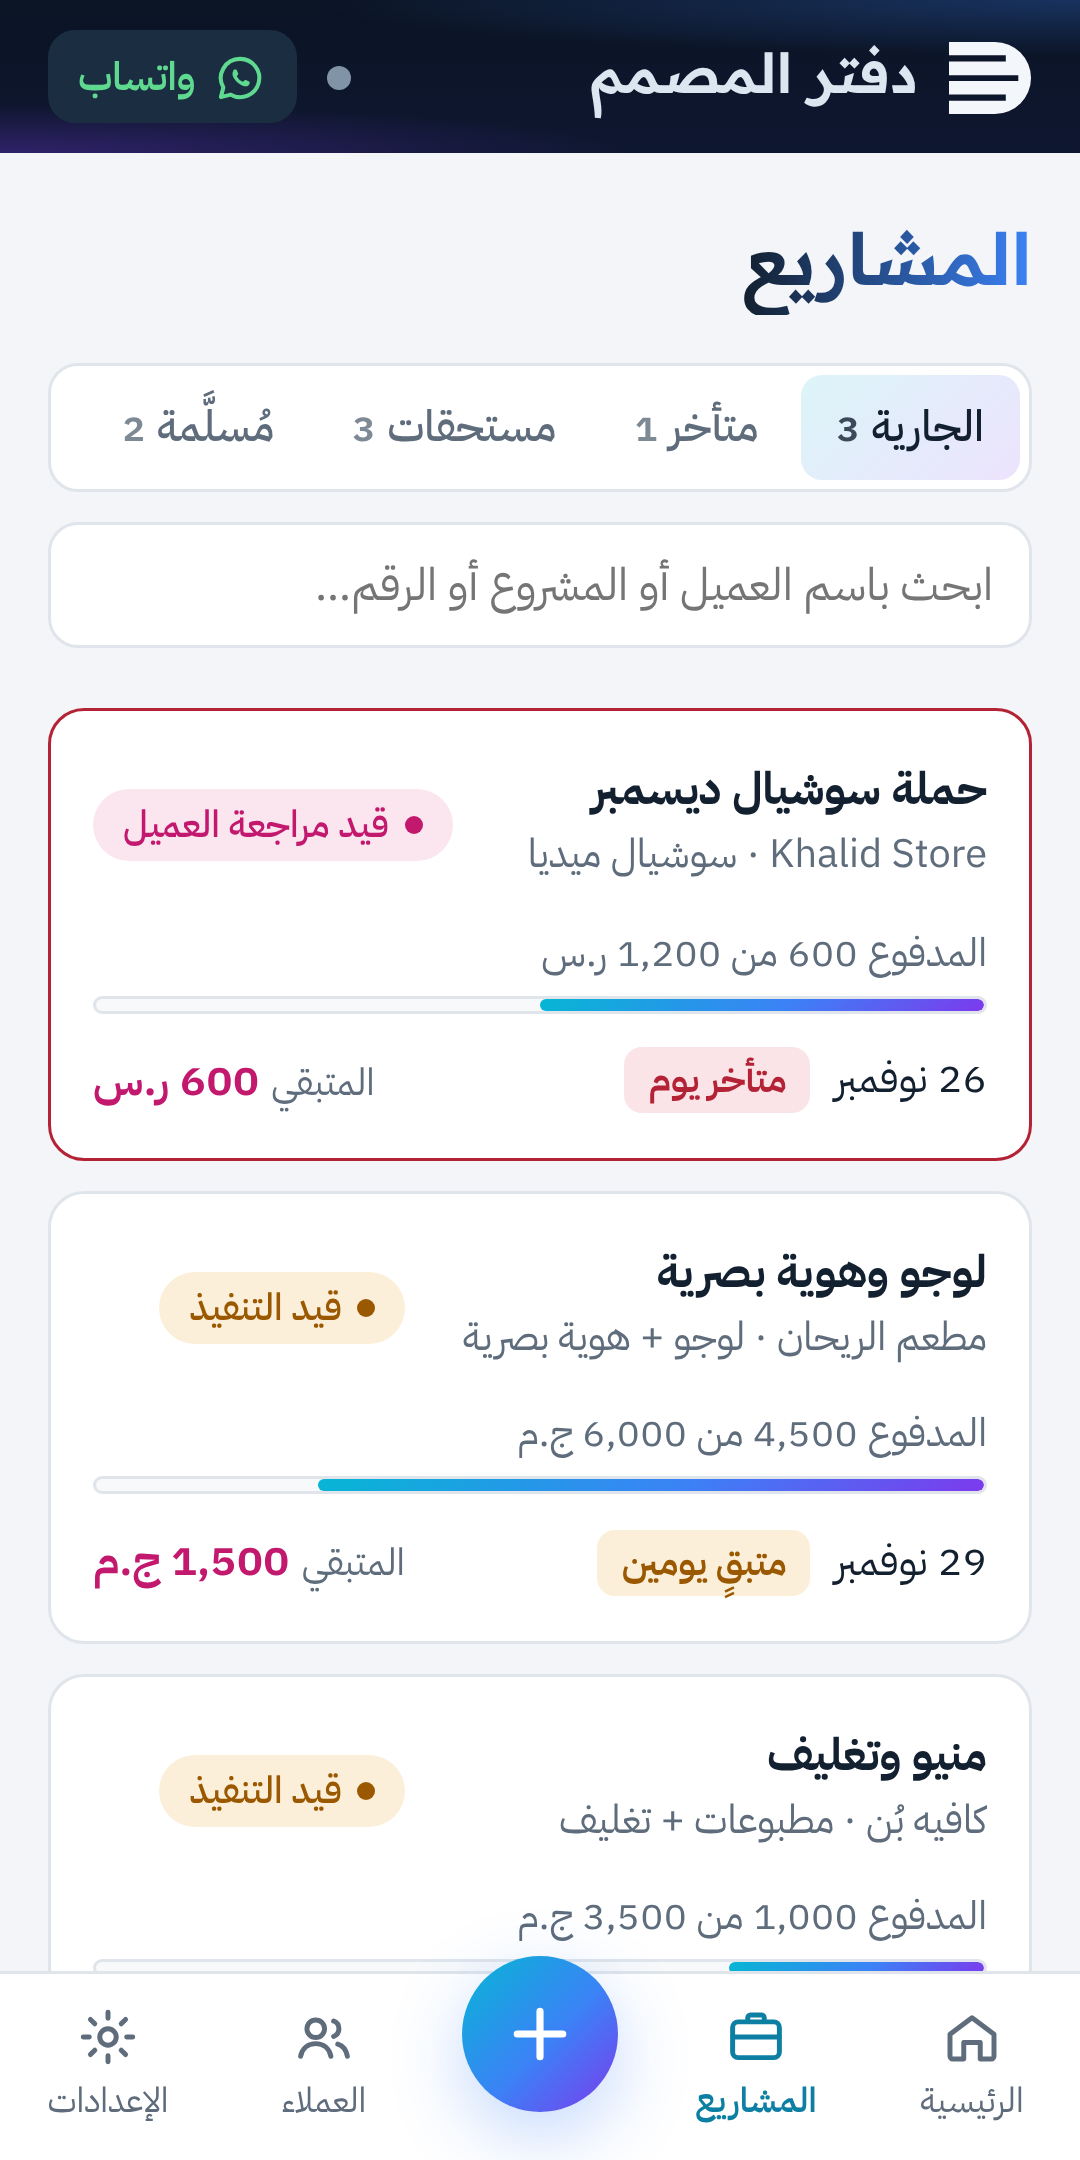 دفتر المصمم
واتساب
المشاريع
الجارية 3
متأخر 1
مستحقات 3
مُسلَّمة 2
ابحث باسم العميل أو المشروع أو الرقم...
حملة سوشيال ديسمبر
قيد مراجعة العميل
Khalid Store · سوشيال ميديا
المدفوع 600 من 1,200 ر.س
26 نوفمبر
متأخر يوم
المتبقي 600 ر.س
لوجو وهوية بصرية
قيد التنفيذ
مطعم الريحان · لوجو + هوية بصرية
المدفوع 4,500 من 6,000 ج.م
29 نوفمبر
متبقٍ يومين
المتبقي 1,500 ج.م
منيو وتغليف
قيد التنفيذ
كافيه بُن · مطبوعات + تغليف
المدفوع 1,000 من 3,500 ج.م
الرئيسية
المشاريع
العملاء
الإعدادات